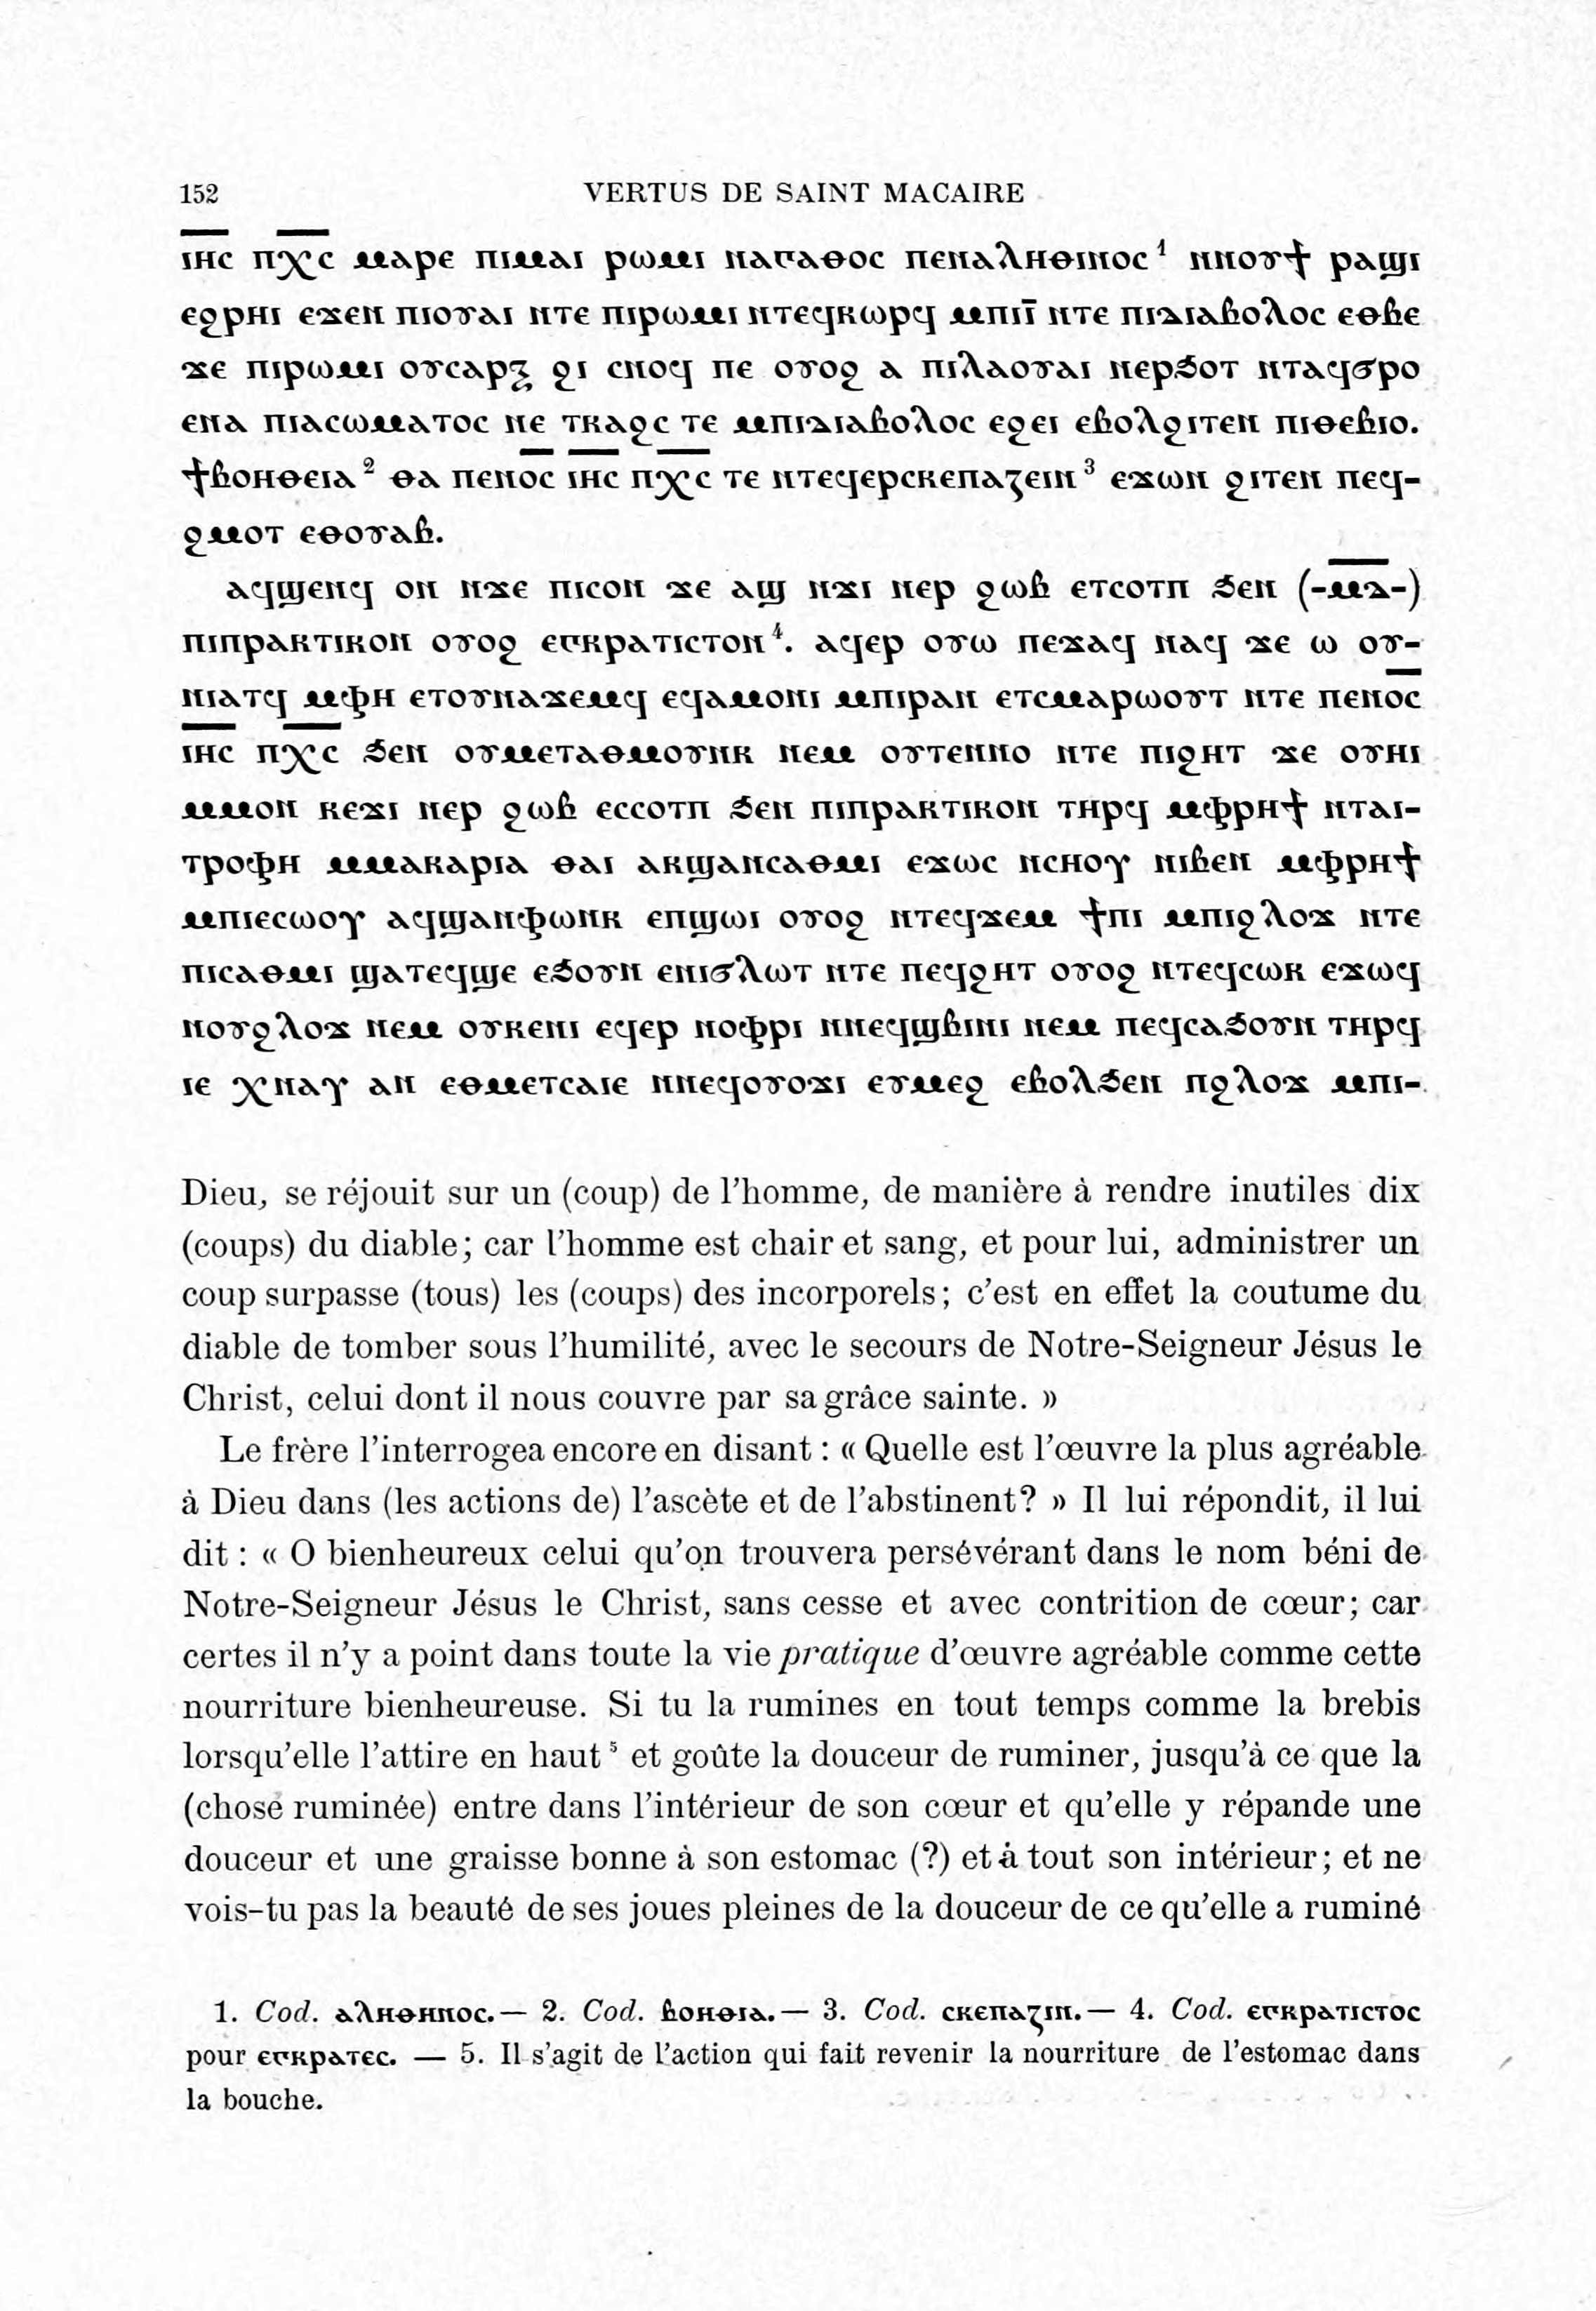 152 VERTUS DE SAINT MACAIRE
ⲓ̅ⲏ̅ⲥ̅ ⲡ̅ⲭ̅ⲥ̅ ⲙⲁⲣⲉ ⲡⲓⲙⲁⲓ ⲣⲱⲙⲓ ⲛⲁⲅⲁⲑⲟⲥ ⲡⲉⲛⲁⲗⲏⲑⲓⲛⲟⲥ¹ ⲛⲛⲟⲩϯ ⲣⲁϣⲓ
ⲉϩⲣⲏⲓ ⲉϫⲉⲛ ⲡⲓⲟⲩⲁⲓ ⲛⲧⲉ ⲡⲓⲣⲱⲙⲓ ⲛⲧⲉϥⲕⲱⲣϥ ⲙⲡⲓⲓ̅ ⲛⲧⲉ ⲡⲓⲇⲓⲁⲃⲟⲗⲟⲥ ⲉⲑⲃⲉ
ϫⲉ ⲡⲓⲣⲱⲙⲓ ⲟⲩⲥⲁⲣⲝ ϩⲓ ⲥⲛⲟϥ ⲡⲉ ⲟⲩⲟϩ ⲁ ⲡⲓⲗⲁⲟⲩⲁⲓ ⲛⲉⲣϧⲟⲧ ⲛⲧⲁϥϭⲣⲟ
ⲉⲛⲁ ⲡⲓⲁⲥⲱⲙⲁⲧⲟⲥ ⲛⲉ ⲧⲕⲁϩⲥ ⲧⲉ ⲙⲡⲓⲇⲓⲁⲃⲟⲗⲟⲥ ⲉϩⲉⲓ ⲉⲃⲟⲗϩⲓⲧⲉⲛ ⲡⲓⲑⲉⲃⲓⲟ.
ϯⲃⲟⲏⲑⲉⲓⲁ² ⲑⲁ ⲡⲉⲛⲟ̅ⲥ̅ ⲓ̅ⲏ̅ⲥ̅ ⲡ̅ⲭ̅ⲥ̅ ⲧⲉ ⲛⲧⲉϥⲉⲣⲥⲕⲉⲡⲁⲍⲉⲓⲛ³ ⲉϫⲱⲛ ϩⲓⲧⲉⲛ ⲡⲉϥ-
ϩⲙⲟⲧ ⲉⲑⲟⲩⲁⲃ.
ⲁϥϣⲉⲛϥ ⲟⲛ ⲛϫⲉ ⲡⲓⲥⲟⲛ ϫⲉ ⲁϣ ⲛϫⲓ ⲛⲉⲣ ϩⲱⲃ ⲉⲧⲥⲟⲧⲡ ϧⲉⲛ (-ⲙ̅ⲇ̅-)
ⲡⲓⲡⲣⲁⲕⲧⲓⲕⲟⲛ ⲟⲩⲟϩ ⲉⲅⲕⲣⲁⲧⲓⲥⲧⲟⲛ⁴. ⲁϥⲉⲣ ⲟⲩⲱ ⲡⲉϫⲁϥ ⲛⲁϥ ϫⲉ ⲱ ⲟⲩ-
ⲛⲓⲁⲧϥ ⲙⲫⲏ ⲉⲧⲟⲩⲛⲁϫⲉⲙϥ ⲉϥⲁⲙⲟⲛⲓ ⲙⲡⲓⲣⲁⲛ ⲉⲧⲥⲙⲁⲣⲱⲟⲩⲧ ⲛⲧⲉ ⲡⲉⲛⲟ̅ⲥ̅
ⲓ̅ⲏ̅ⲥ̅ ⲡ̅ⲭ̅ⲥ̅ ϧⲉⲛ ⲟⲩⲙⲉⲧⲁⲑⲙⲟⲩⲛⲕ ⲛⲉⲙ ⲟⲩⲧⲉⲛⲛⲟ ⲛⲧⲉ ⲡⲓϩⲏⲧ ϫⲉ ⲟⲩⲏⲓ
ⲙⲙⲟⲛ ⲕⲉϫⲓ ⲛⲉⲣ ϩⲱⲃ ⲉⲥⲥⲟⲧⲡ ϧⲉⲛ ⲡⲓⲡⲣⲁⲕⲧⲓⲕⲟⲛ ⲧⲏⲣϥ ⲙⲫⲣⲏϯ ⲛⲧⲁⲓ-
ⲧⲣⲟⲫⲏ ⲙⲙⲁⲕⲁⲣⲓⲁ ⲑⲁⲓ ⲁⲕϣⲁⲛⲥⲁⲑⲙⲓ ⲉϫⲱⲥ ⲛⲥⲏⲟⲩ ⲛⲓⲃⲉⲛ ⲙⲫⲣⲏϯ
ⲙⲡⲓⲉⲥⲱⲟⲩ ⲁϥϣⲁⲛⲫⲱⲛⲕ ⲉⲡϣⲱⲓ ⲟⲩⲟϩ ⲛⲧⲉϥϫⲉⲙ ϯⲡⲓ ⲙⲡⲓϩⲗⲟϫ ⲛⲧⲉ
ⲡⲓⲥⲁⲑⲙⲓ ϣⲁⲧⲉϥϣⲉ ⲉϧⲟⲩⲛ ⲉⲛⲓϭⲗⲱⲧ ⲛⲧⲉ ⲡⲉϥϩⲏⲧ ⲟⲩⲟϩ ⲛⲧⲉϥⲥⲱⲕ ⲉϫⲱϥ
ⲛⲟⲩϩⲗⲟϫ ⲛⲉⲙ ⲟⲩⲕⲉⲛⲓ ⲉϥⲉⲣ ⲛⲟϥⲣⲓ ⲛⲛⲉϥϣⲃⲓⲛⲓ ⲛⲉⲙ ⲡⲉϥⲥⲁϧⲟⲩⲛ ⲧⲏⲣϥ
ⲓⲉ ⲭⲛⲁⲩ ⲁⲛ ⲉⲑⲙⲉⲧⲥⲁⲓⲉ ⲛⲛⲉϥⲟⲩⲟϫⲓ ⲉⲩⲙⲉϩ ⲉⲃⲟⲗϧⲉⲛ ⲡϩⲗⲟϫ ⲙⲡⲓ-
Dieu, se réjouit sur un (coup) de l'homme, de manière à rendre inutiles dix
(coups) du diable; car l'homme est chair et sang, et pour lui, administrer un
coup surpasse (tous) les (coups) des incorporels; c'est en effet la coutume du
diable de tomber sous l'humilité, avec le secours de Notre-Seigneur Jésus le
Christ, celui dont il nous couvre par sa grâce sainte. »
Le frère l'interrogea encore en disant : « Quelle est l'œuvre la plus agréable
à Dieu dans (les actions de) l'ascète et de l'abstinent? » Il lui répondit, il lui
dit : « O bienheureux celui qu'on trouvera persévérant dans le nom béni de
Notre-Seigneur Jésus le Christ, sans cesse et avec contrition de cœur; car
certes il n'y a point dans toute la vie pratique d'œuvre agréable comme cette
nourriture bienheureuse. Si tu la rumines en tout temps comme la brebis
lorsqu'elle l'attire en haut⁵ et goûte la douceur de ruminer, jusqu'à ce que la
(chose ruminée) entre dans l'intérieur de son cœur et qu'elle y répande une
douceur et une graisse bonne à son estomac (?) et à tout son intérieur; et ne
vois-tu pas la beauté de ses joues pleines de la douceur de ce qu'elle a ruminé
1. Cod. ⲁⲗⲏⲑⲏⲛⲟⲥ. — 2. Cod. ⲃⲟⲏⲑⲓⲁ. — 3. Cod. ⲥⲕⲉⲡⲁⲍⲓⲛ. — 4. Cod. ⲉⲅⲕⲣⲁⲧⲓⲥⲧⲟⲥ
pour ⲉⲅⲕⲣⲁⲧⲉⲥ. — 5. Il s'agit de l'action qui fait revenir la nourriture de l'estomac dans
la bouche.